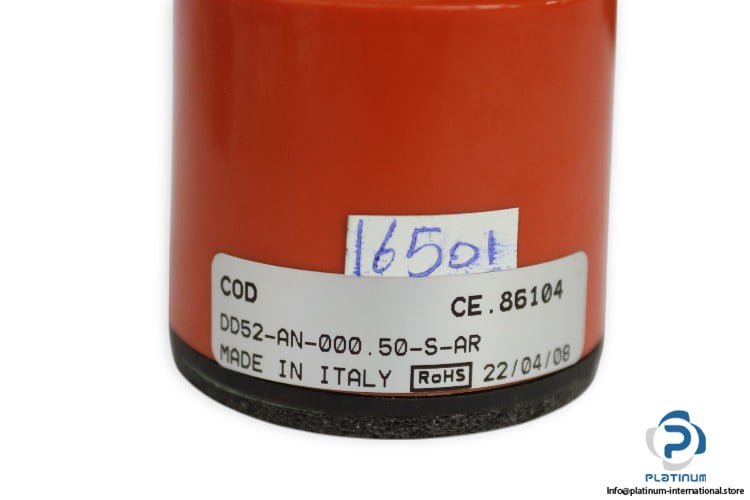 16501
COD CE.86104
DD52-AN-000.50-S-AR
MADE IN ITALY RoHS 22/04/08
PLATINUM
Info@platinum-international.store